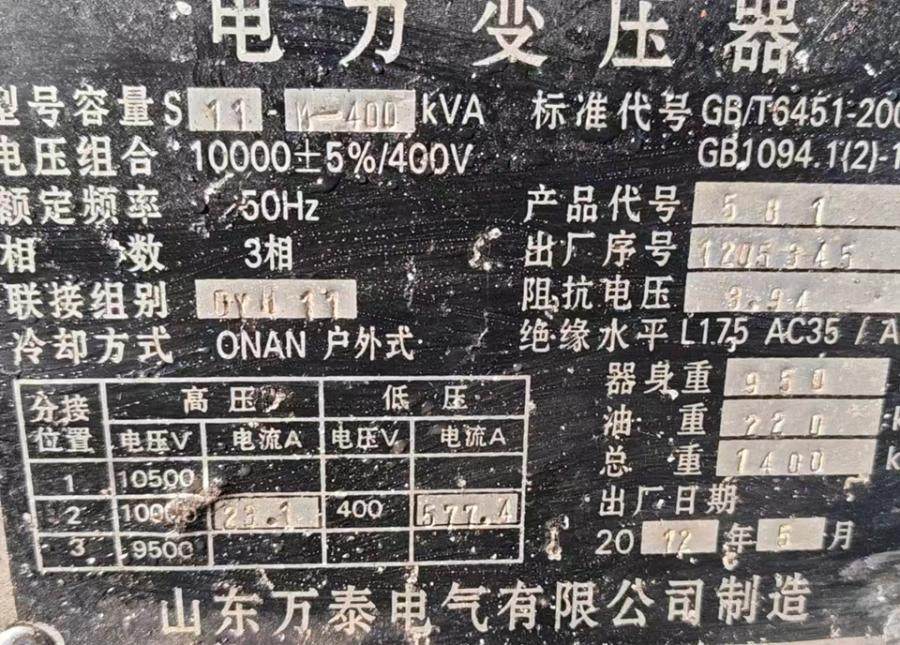 电力变压器
型号容量 S 11 - M-400 kVA 标准代号 GB/T6451-200
电压组合 10000±5%/400V GB1094.1(2)-1
额定频率 50Hz 产品代号 581
相 数 3相 出厂序号 1205345
联接组别 DYN11 阻抗电压 3.94
冷却方式 ONAN 户外式 绝缘水平 L175 AC35 / A
器身重 950
油 重 220 k
总 重 1400 k
出厂日期
2012年5月
分接位置 高压 低压
电压V 电流A 电压V 电流A
1 10500
2 10000 23.1 400 577.4
3 9500
山东万泰电气有限公司制造